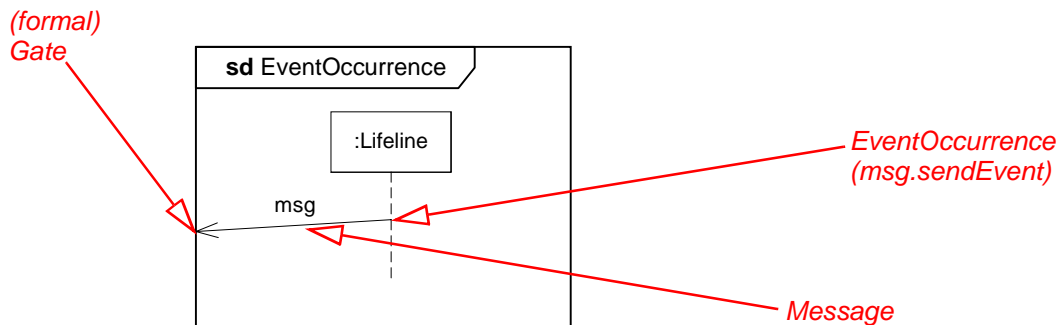 (formal)
Gate
sd EventOccurrence
:Lifeline
EventOccurrence
(msg.sendEvent)
msg
Message